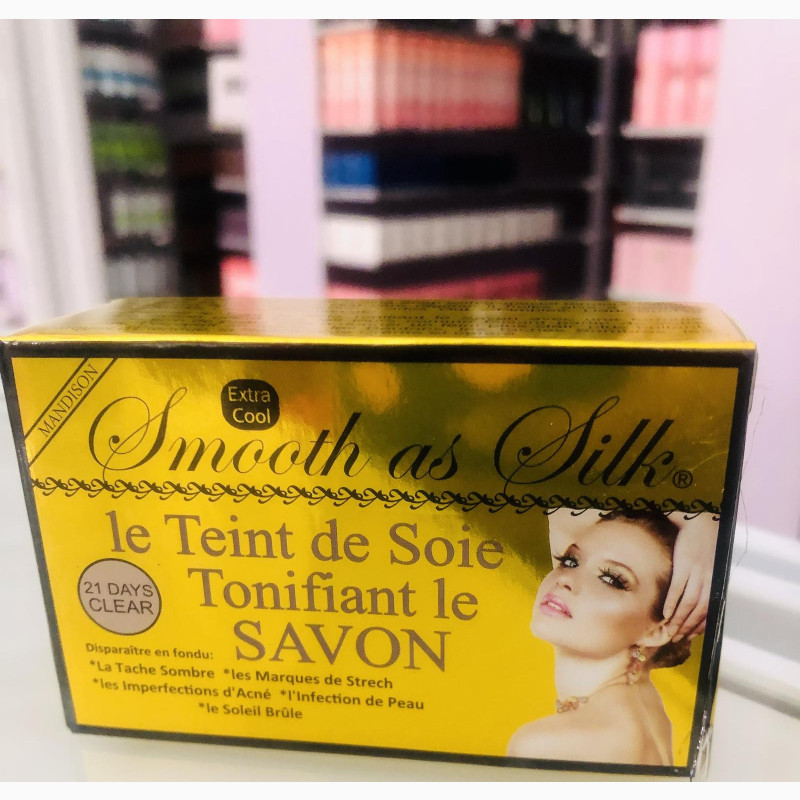 MANDISON
Extra
Cool
Smooth as Silk®
le Teint de Soie
Tonifiant le
SAVON
21 DAYS
CLEAR
Disparaître en fondu:
*La Tache Sombre *les Marques de Strech
*les Imperfections d'Acné *l'Infection de Peau
*le Soleil Brûle